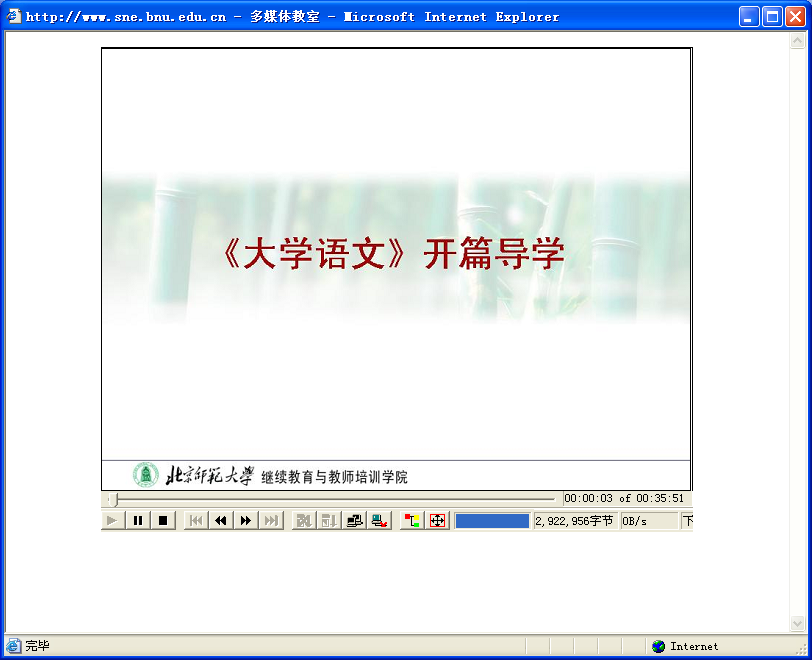 http://www.sne.bnu.edu.cn - 多媒体教室 - Microsoft Internet Explorer
《大学语文》开篇导学
北京师范大学 继续教育与教师培训学院
00:00:03 of 00:35:51
2,922,956字节 0B/s 下
完毕 Internet